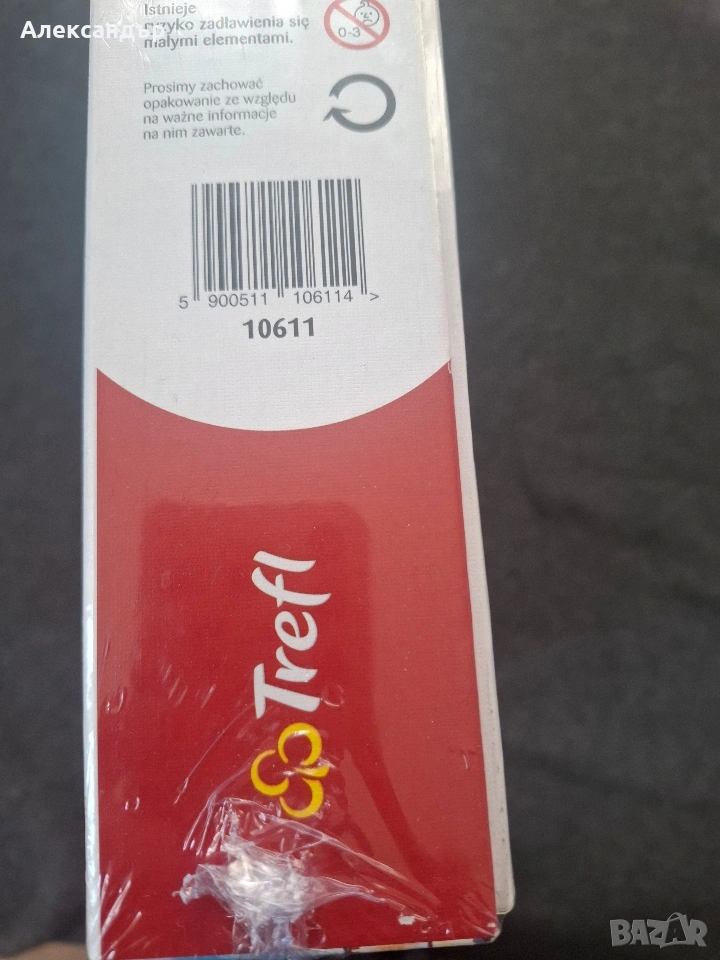 Александър
Istnieje
ryzyko zadławienia się
małymi elementami.
0-3
Prosimy zachować
opakowanie ze względu
na ważne informacje
na nim zawarte.
5 900511 106114 >
10611
Trefl
BAZAR